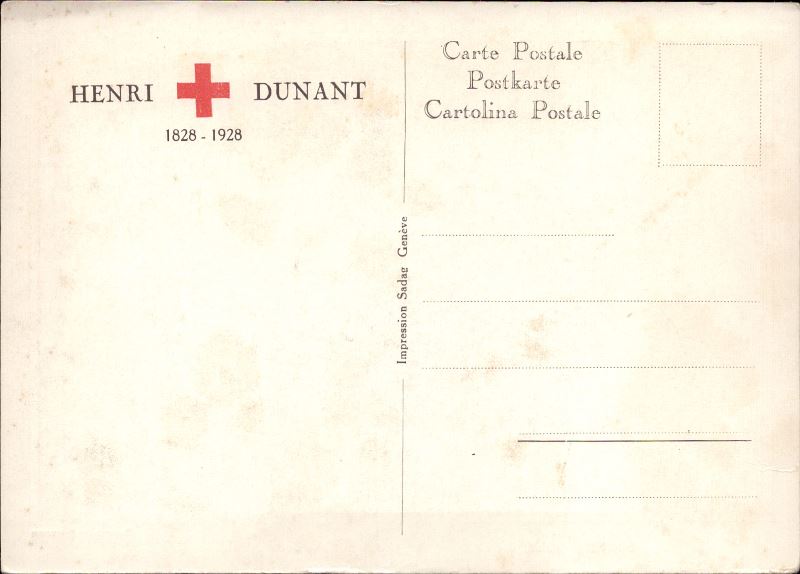 HENRI DUNANT
1828 - 1928
Carte Postale
Postkarte
Cartolina Postale
Impression Sadag Genève